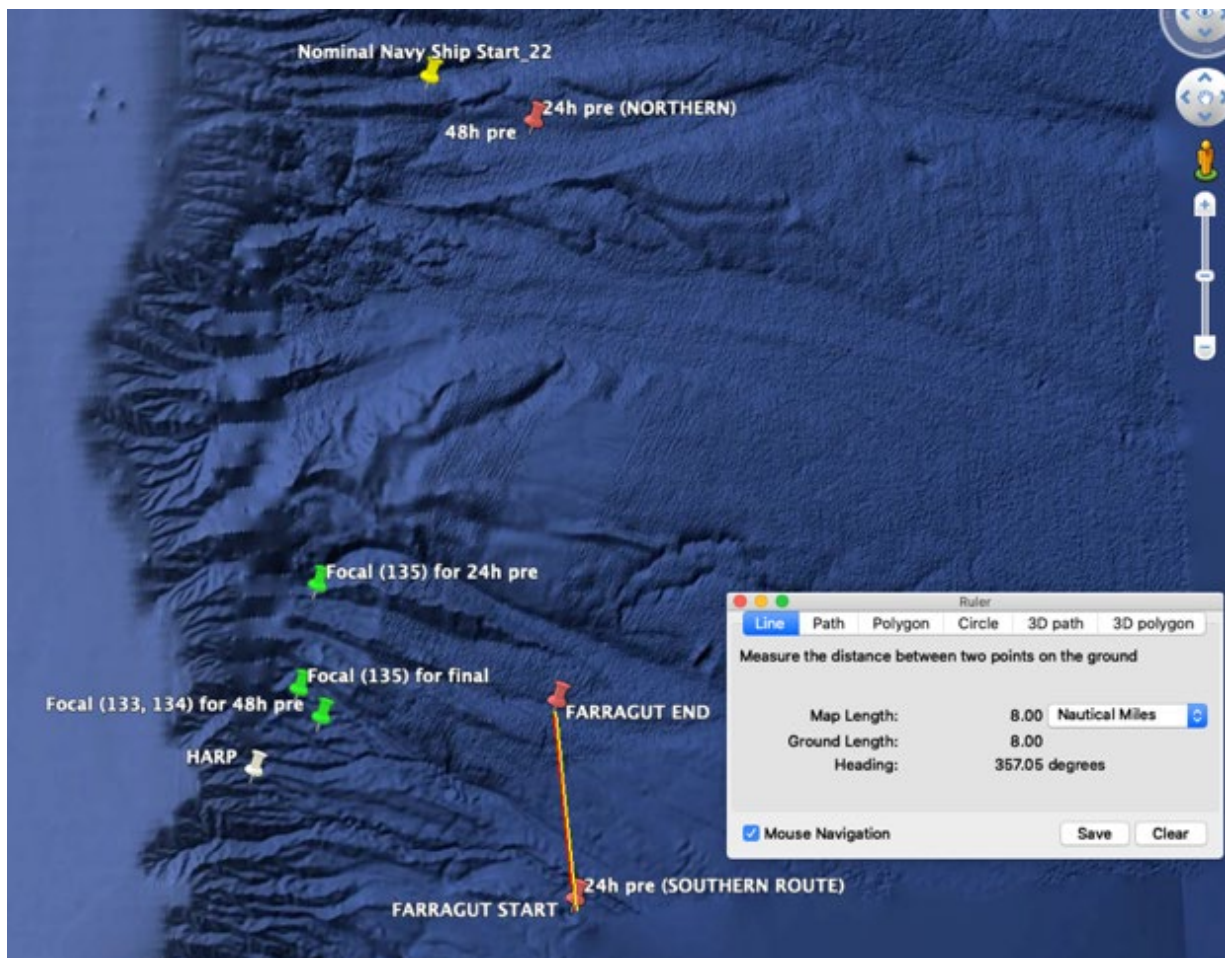 Nominal Navy Ship Start_22
24h pre (NORTHERN)
48h pre
Focal (135) for 24h pre
Focal (135) for final
Focal (133, 134) for 48h pre
FARRAGUT END
HARP
24h pre (SOUTHERN ROUTE)
FARRAGUT START
Ruler
Line Path Polygon Circle 3D path 3D polygon
Measure the distance between two points on the ground
Map Length: 8.00 Nautical Miles
Ground Length: 8.00
Heading: 357.05 degrees
Mouse Navigation Save Clear